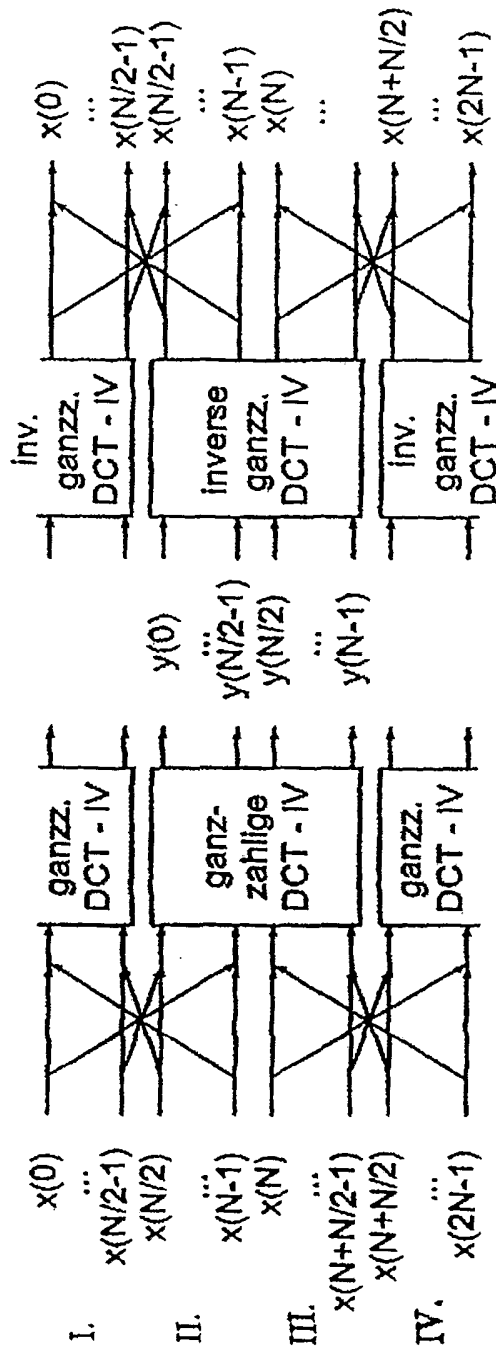 I.
II.
III.
IV.
x(0)
...
x(N/2-1)
x(N/2)
...
x(N-1)
x(N)
...
x(N+N/2-1)
x(N+N/2)
...
x(2N-1)
ganzz.
DCT - IV
ganz-
zahlige
DCT - IV
ganzz.
DCT - IV
y(0)
...
y(N/2-1)
y(N/2)
...
y(N-1)
inv.
ganzz.
DCT - IV
inverse
ganzz.
DCT - IV
inv.
ganzz.
DCT - IV
x(0)
...
x(N/2-1)
x(N/2-1)
...
x(N-1)
x(N)
...
x(N+N/2)
...
x(2N-1)